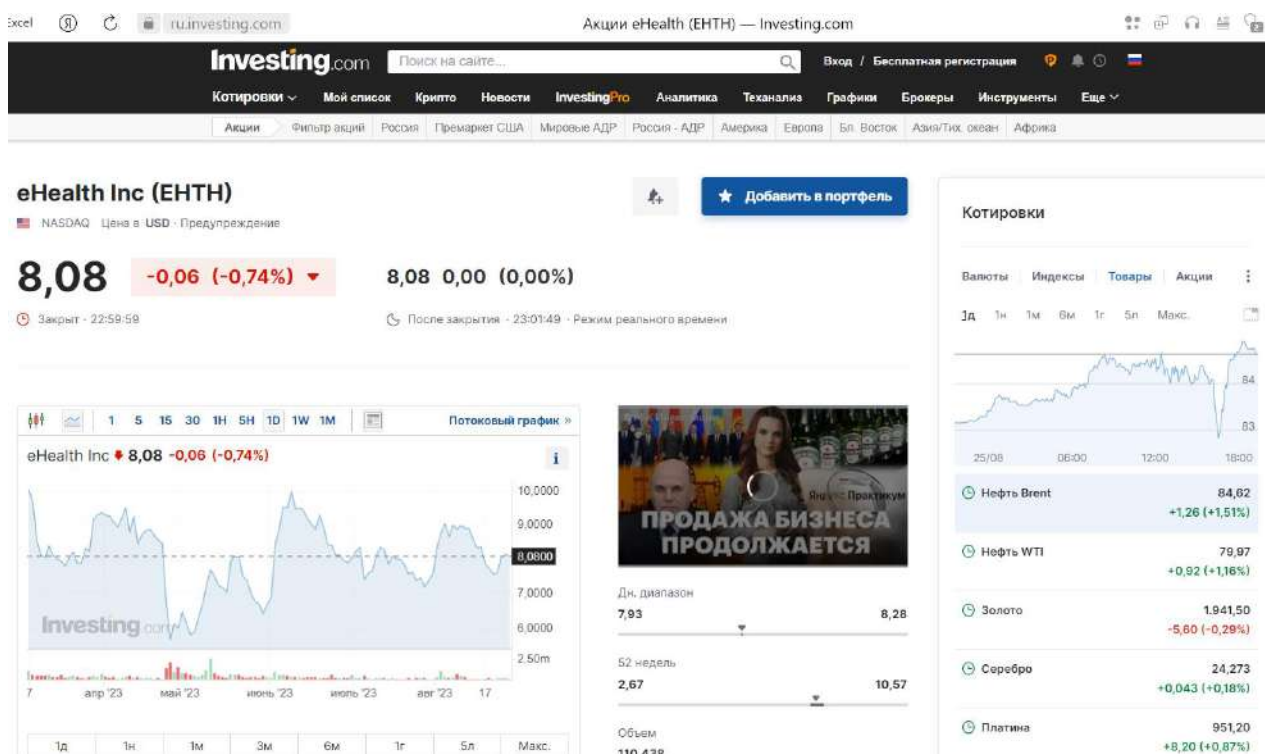 Excel
Я
ru.investing.com
Акции eHealth (EHTH) — Investing.com
Investing.com
Поиск на сайте...
Вход / Бесплатная регистрация
Котировки
Мой список
Крипто
Новости
InvestingPro
Аналитика
Теханализ
Графики
Брокеры
Инструменты
Еще
Акции
Фильтр акций
Россия
Премаркет США
Мировые АДР
Россия - АДР
Америка
Европа
Бл. Восток
Азия/Тих. океан
Африка
eHealth Inc (EHTH)
NASDAQ Цена в USD · Предупреждение
Добавить в портфель
8,08 -0,06 (-0,74%)
8,08 0,00 (0,00%)
Закрыт · 22:59:59
После закрытия · 23:01:49 · Режим реального времени
1 5 15 30 1H 5H 1D 1W 1M
Потоковый график »
eHealth Inc 8,08 -0,06 (-0,74%)
i
10,0000
9,0000
8,0800
7,0000
6,0000
2.50m
Investing.com
7 апр '23 май '23 июнь '23 июль '23 авг '23 17
1д 1н 1м 3м 6м 1г 5л Макс.
Яндекс Практикум
ПРОДАЖА БИЗНЕСА
ПРОДОЛЖАЕТСЯ
Дн. диапазон
7,93 8,28
52 недель
2,67 10,57
Объем
110.438
Котировки
Валюты Индексы Товары Акции
1д 1н 1м 6м 1г 5л Макс.
84
83
25/08 06:00 12:00 18:00
Нефть Brent 84,62
+1,26 (+1,51%)
Нефть WTI 79,97
+0,92 (+1,16%)
Золото 1.941,50
-5,60 (-0,29%)
Серебро 24,273
+0,043 (+0,18%)
Платина 951,20
+8,20 (+0,87%)